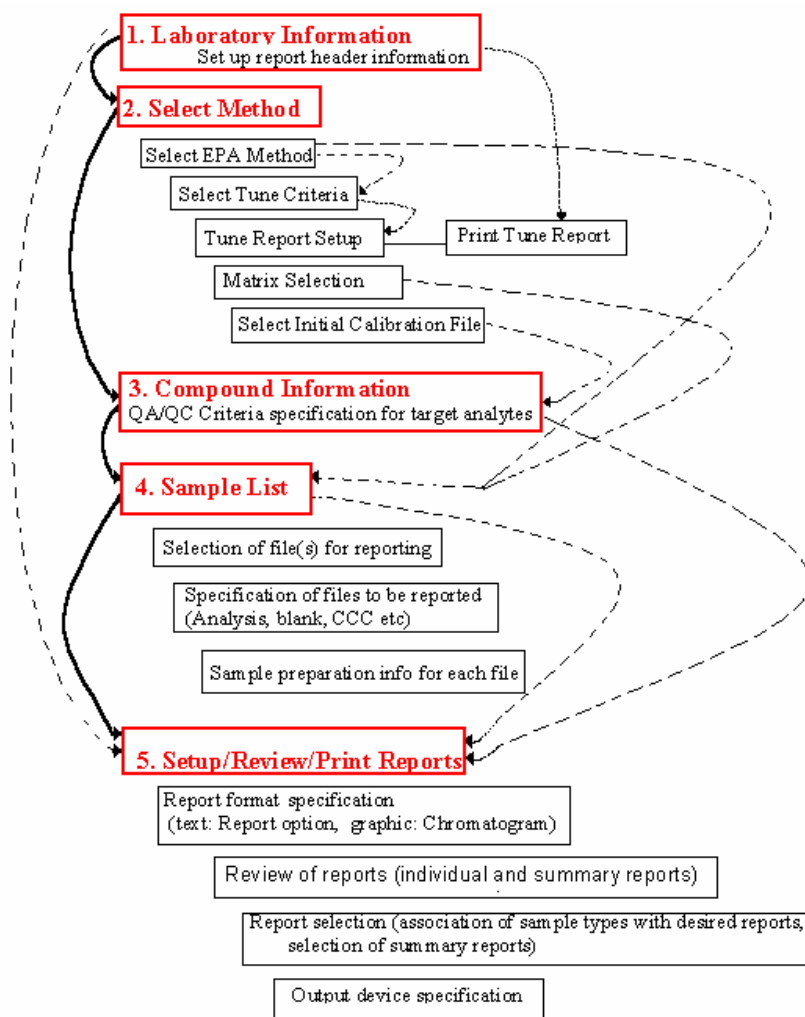 1. Laboratory Information
Set up report header information
2. Select Method
Select EPA Method
Select Tune Criteria
Tune Report Setup
Print Tune Report
Matrix Selection
Select Initial Calibration File
3. Compound Information
QA/QC Criteria specification for target analytes
4. Sample List
Selection of file(s) for reporting
Specification of files to be reported
(Analysis, blank, CCC etc)
Sample preparation info for each file
5. Setup/Review/Print Reports
Report format specification
(text: Report option, graphic: Chromatogram)
Review of reports (individual and summary reports)
Report selection (association of sample types with desired reports,
selection of summary reports)
Output device specification